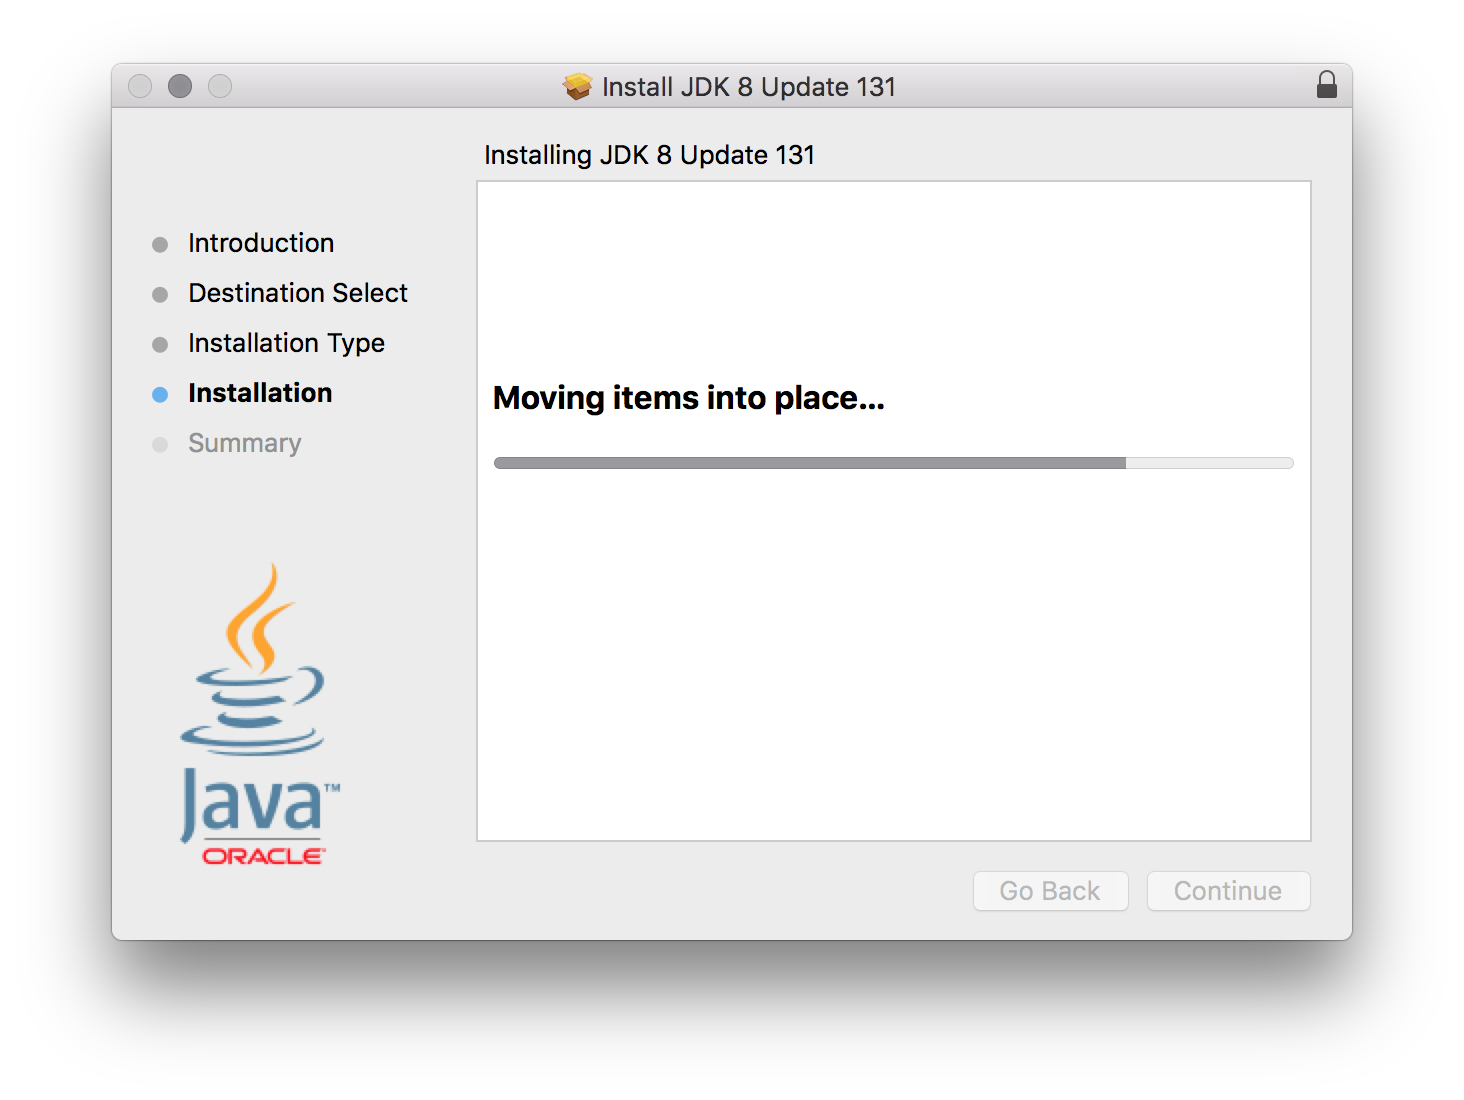 Install JDK 8 Update 131
Installing JDK 8 Update 131
Introduction
Destination Select
Installation Type
Installation
Summary
Moving items into place...
Java™
ORACLE
Go Back
Continue